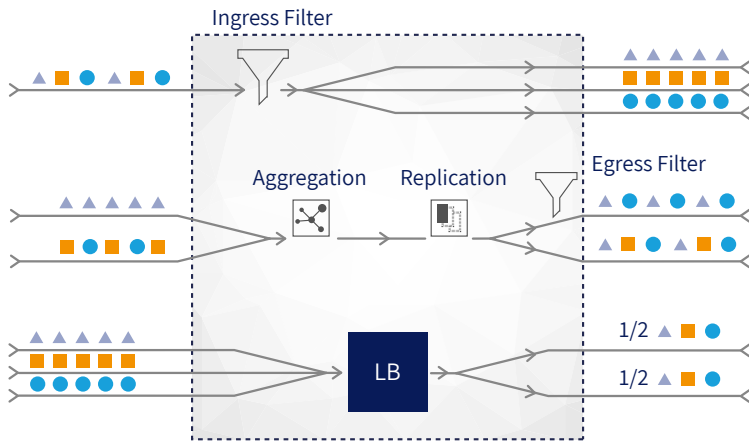 Ingress Filter
Aggregation
Replication
Egress Filter
LB
1/2
1/2